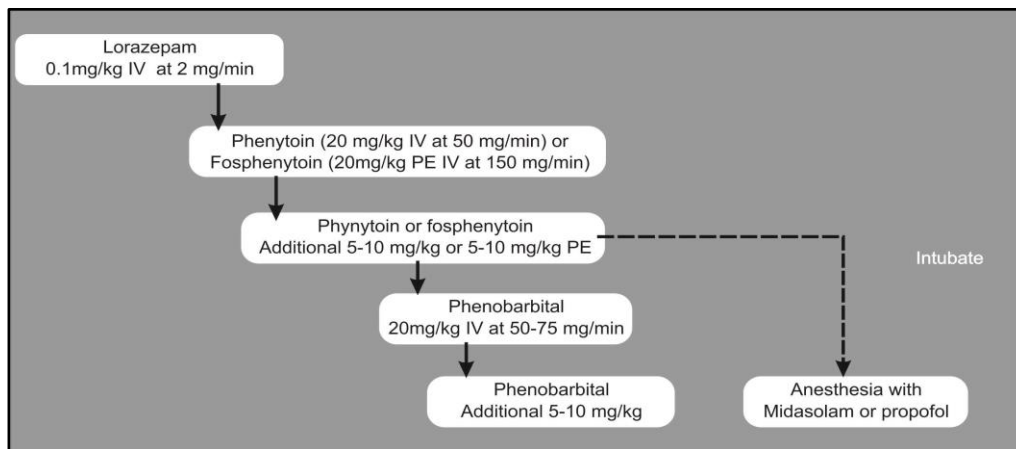 Lorazepam
0.1mg/kg IV at 2 mg/min
Phenytoin (20 mg/kg IV at 50 mg/min) or
Fosphenytoin (20mg/kg PE IV at 150 mg/min)
Phynytoin or fosphenytoin
Additional 5-10 mg/kg or 5-10 mg/kg PE
Intubate
Phenobarbital
20mg/kg IV at 50-75 mg/min
Phenobarbital
Additional 5-10 mg/kg
Anesthesia with
Midasolam or propofol